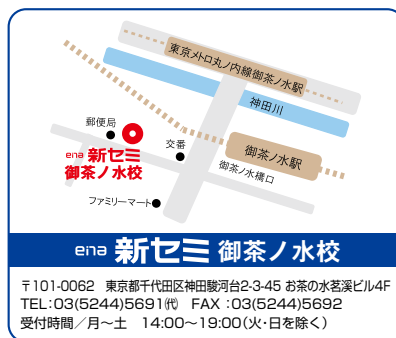 東京メトロ丸ノ内線御茶ノ水駅
神田川
郵便局
交番
御茶ノ水駅
御茶ノ水橋口
ena 新セミ
御茶ノ水校
ファミリーマート
ena 新セミ 御茶ノ水校
〒101-0062 東京都千代田区神田駿河台2-3-45 お茶の水茗溪ビル4F
TEL:03(5244)5691㈹ FAX:03(5244)5692
受付時間／月〜土 14:00〜19:00(火・日を除く)